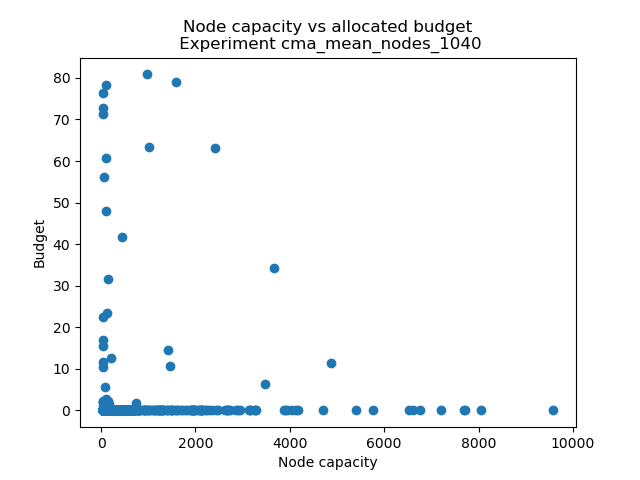 Node capacity vs allocated budget
Experiment cma_mean_nodes_1040
Budget
80
70
60
50
40
30
20
10
0
0 2000 4000 6000 8000 10000
Node capacity